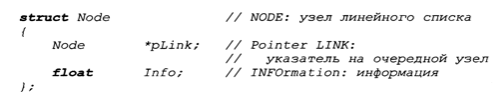 struct Node // NODE: узел линейного списка
{
Node *pLink; // Pointer LINK:
// указатель на очередной узел
float Info; // INFOrmation: информация
};